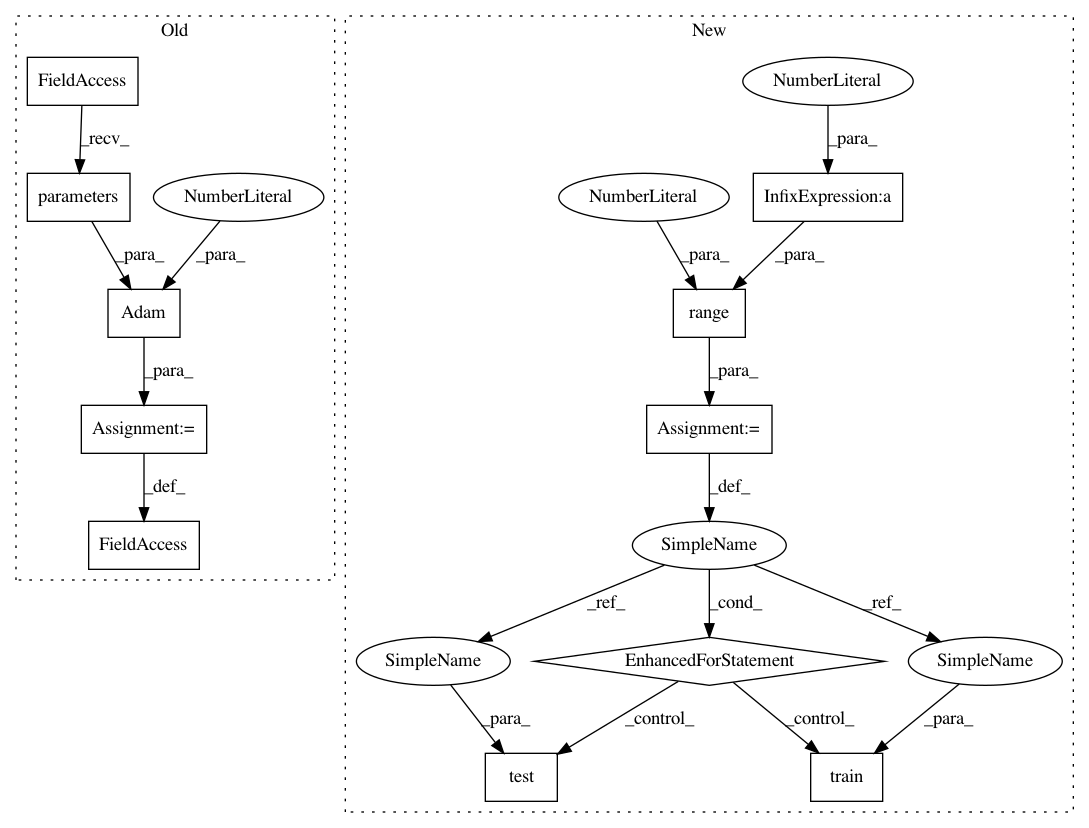 Old
New
FieldAccess
NumberLiteral
_recv_
_para_
parameters
NumberLiteral
NumberLiteral
InfixExpression:a
_para_
_para_
_para_
_para_
Adam
range
_para_
_para_
Assignment:=
Assignment:=
_def_
_def_
FieldAccess
SimpleName
_ref_
_cond_
_ref_
SimpleName
EnhancedForStatement
SimpleName
_para_
_control_
_control_
_para_
test
train